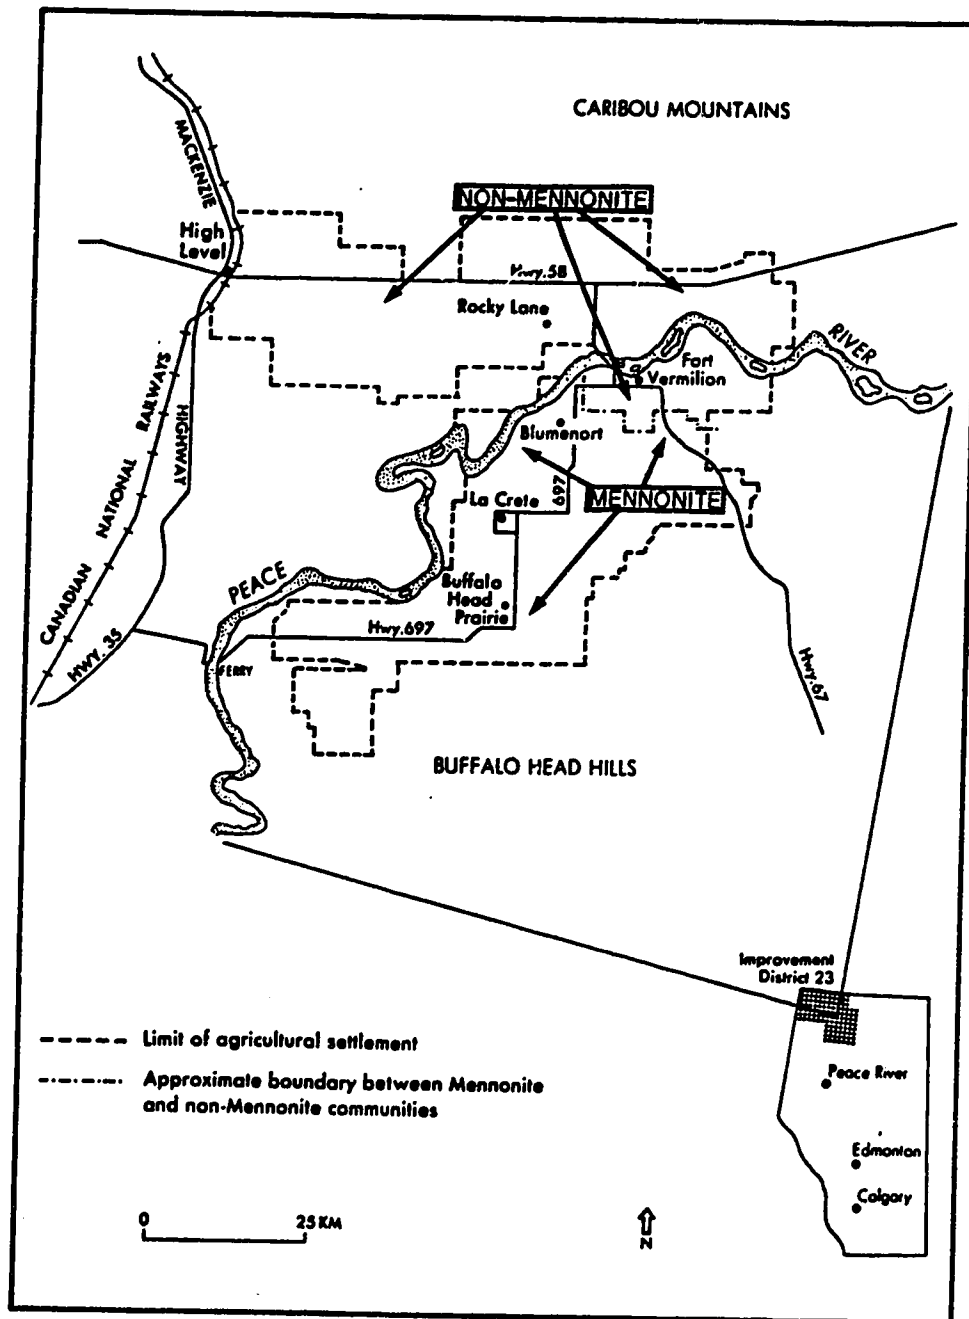 CARIBOU MOUNTAINS
MACKENZIE
NON-MENNONITE
High
Level
Hwy.58
Rocky Lane
RIVER
Fort
Vermilion
CANADIAN NATIONAL RAILWAYS
HIGHWAY
Blumenort
697
MENNONITE
La Crete
PEACE
Buffalo
Head
Prairie
Hwy.697
HWY. 35
FERRY
Hwy.67
BUFFALO HEAD HILLS
Improvement
District 23
Limit of agricultural settlement
Approximate boundary between Mennonite
and non-Mennonite communities
Peace River
Edmonton
Calgary
0 25 KM
N